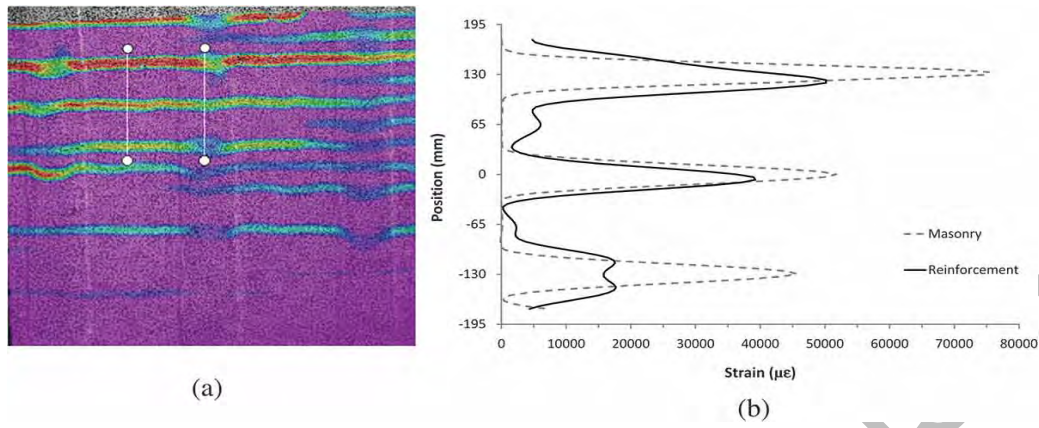 195
130
65
0
-65
-130
-195
Position (mm)
Masonry
Reinforcement
0 10000 20000 30000 40000 50000 60000 70000 80000
Strain (µε)
(a)
(b)